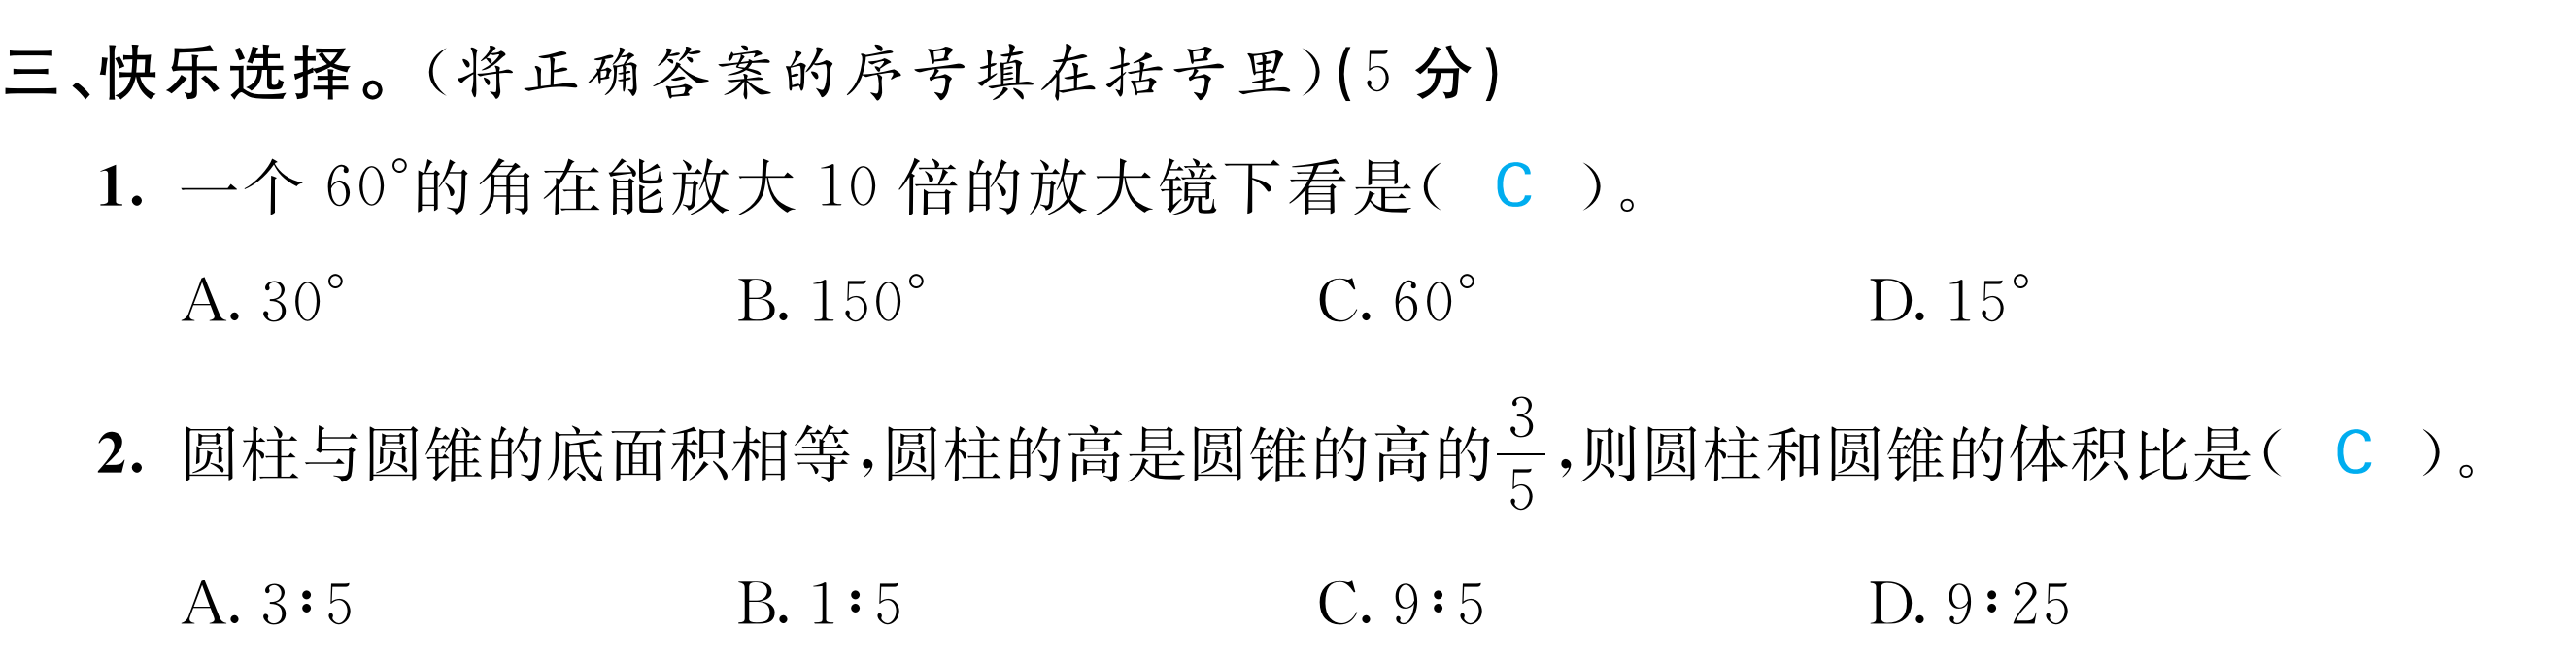 三、快乐选择。(将正确答案的序号填在括号里)(5 分)
1. 一个 60°的角在能放大 10 倍的放大镜下看是( C )。
A. 30° B. 150° C. 60° D. 15°
2. 圆柱与圆锥的底面积相等,圆柱的高是圆锥的高的3/5,则圆柱和圆锥的体积比是( C )。
A. 3∶5 B. 1∶5 C. 9∶5 D. 9∶25